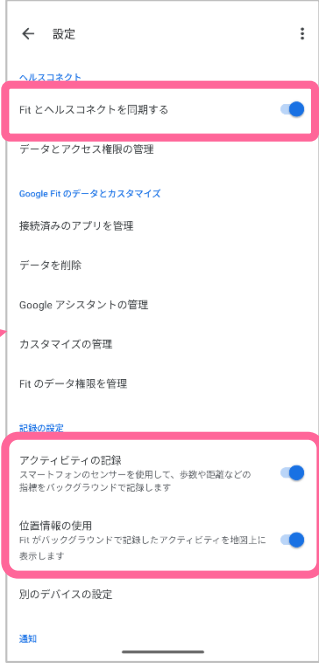 設定
ヘルスコネクト
Fit とヘルスコネクトを同期する
データとアクセス権限の管理
Google Fit のデータとカスタマイズ
接続済みのアプリを管理
データを削除
Google アシスタントの管理
カスタマイズの管理
Fit のデータ権限を管理
記録の設定
アクティビティの記録
スマートフォンのセンサーを使用して、歩数や距離などの
指標をバックグラウンドで記録します
位置情報の使用
Fit がバックグラウンドで記録したアクティビティを地図上に
表示します
別のデバイスの設定
通知